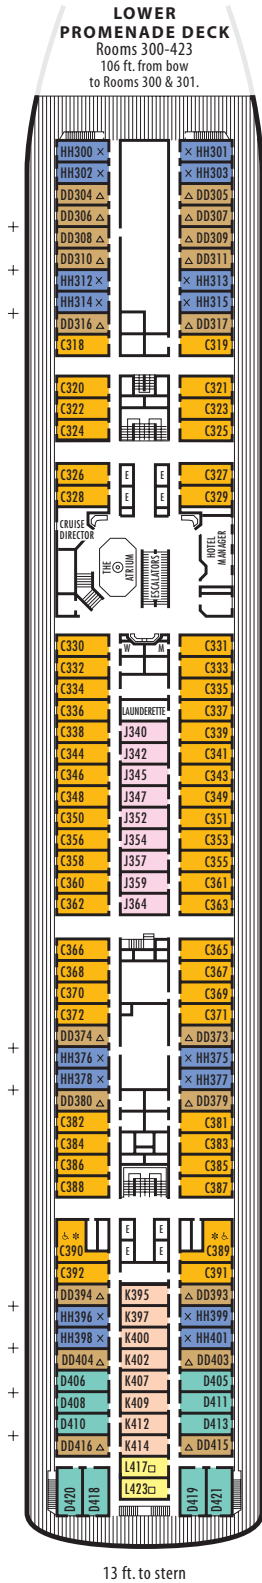 LOWER
PROMENADE DECK
Rooms 300-423
106 ft. from bow
to Rooms 300 & 301.
HH300 × × HH301
HH302 × × HH303
DD304 △ △ DD305
DD306 △ △ DD307
DD308 △ △ DD309
DD310 △ △ DD311
HH312 × × HH313
HH314 × × HH315
DD316 △ △ DD317
C318 C319
C320 C321
C322 C323
C324 C325
C326 E E C327
C328 E E C329
CRUISE
DIRECTOR
THE
ATRIUM
ESCALATORS
HOTEL
MANAGER
C330 W M C331
C332 C333
C334 C335
C336 LAUNDERETTE C337
C338 J340 C339
C344 J342 C341
C346 J345 C343
C348 J347 C349
C350 J352 C351
C356 J354 C353
C358 J357 C355
C360 J359 C361
C362 J364 C363
C366 C365
C368 C367
C370 C369
C372 C371
DD374 △ △ DD373
HH376 × × HH375
HH378 × × HH377
DD380 △ △ DD379
C382 C381
C384 C383
C386 C385
C388 C387
E E
♿ ✻ ✻ ♿
C390 E E C389
C392 C391
DD394 △ K395 △ DD393
HH396 × K397 × HH399
HH398 × K400 × HH401
DD404 △ K402 △ DD403
D406 K407 D405
D408 K409 D411
D410 K412 D413
DD416 △ K414 △ DD415
L417 □
L423 □
D420 D418 D419 D421
13 ft. to stern